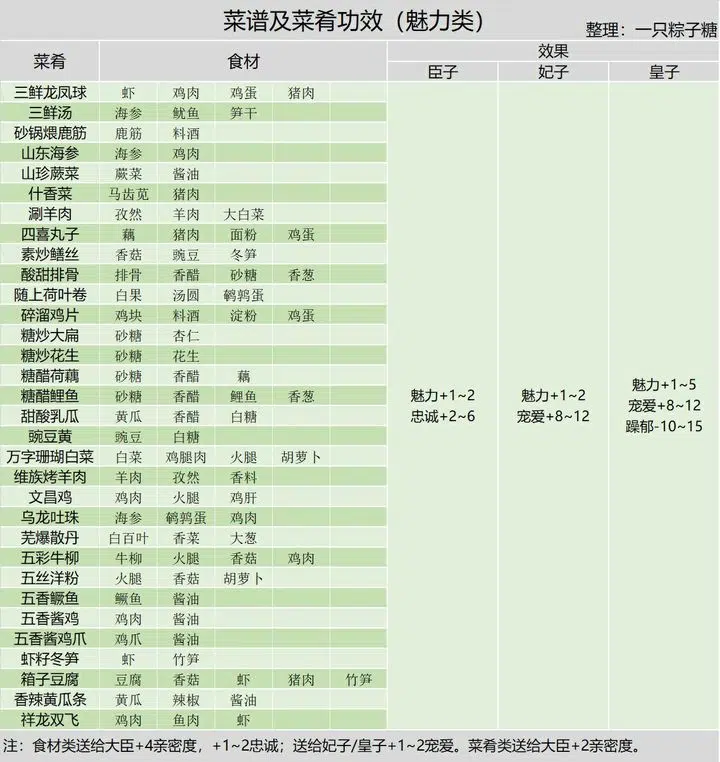 菜谱及菜肴功效（魅力类）
整理：一只粽子糖
菜肴 食材 效果
臣子 妃子 皇子
三鲜龙凤球 虾 鸡肉 鸡蛋 猪肉
三鲜汤 海参 鱿鱼 笋干
砂锅煨鹿筋 鹿筋 料酒
山东海参 海参 鸡肉
山珍蕨菜 蕨菜 酱油
什香菜 马齿苋 猪肉
涮羊肉 孜然 羊肉 大白菜
四喜丸子 藕 猪肉 面粉 鸡蛋
素炒鳝丝 香菇 豌豆 冬笋
酸甜排骨 排骨 香醋 砂糖 香葱
随上荷叶卷 白果 汤圆 鹌鹑蛋
碎溜鸡片 鸡块 料酒 淀粉 鸡蛋
糖炒大扁 砂糖 杏仁
糖炒花生 砂糖 花生
糖醋荷藕 砂糖 香醋 藕
糖醋鲤鱼 砂糖 香醋 鲤鱼 香葱
甜酸乳瓜 黄瓜 香醋 白糖
豌豆黄 豌豆 白糖
万字珊瑚白菜 白菜 鸡腿肉 火腿 胡萝卜
维族烤羊肉 羊肉 孜然 香料
文昌鸡 鸡肉 火腿 鸡肝
乌龙吐珠 海参 鹌鹑蛋 鸡肉
芫爆散丹 白百叶 香菜 大葱
五彩牛柳 牛柳 火腿 香菇 鸡肉
五丝洋粉 火腿 香菇 胡萝卜
五香鳜鱼 鳜鱼 酱油
五香酱鸡 鸡肉 酱油
五香酱鸡爪 鸡爪 酱油
虾籽冬笋 虾 竹笋
箱子豆腐 豆腐 香菇 虾 猪肉 竹笋
香辣黄瓜条 黄瓜 辣椒 酱油
祥龙双飞 鸡肉 鱼肉 虾
魅力+1~2
忠诚+2~6
魅力+1~2
宠爱+8~12
魅力+1~5
宠爱+8~12
躁郁-10~15
注：食材类送给大臣+4亲密度，+1~2忠诚；送给妃子/皇子+1~2宠爱。菜肴类送给大臣+2亲密度。